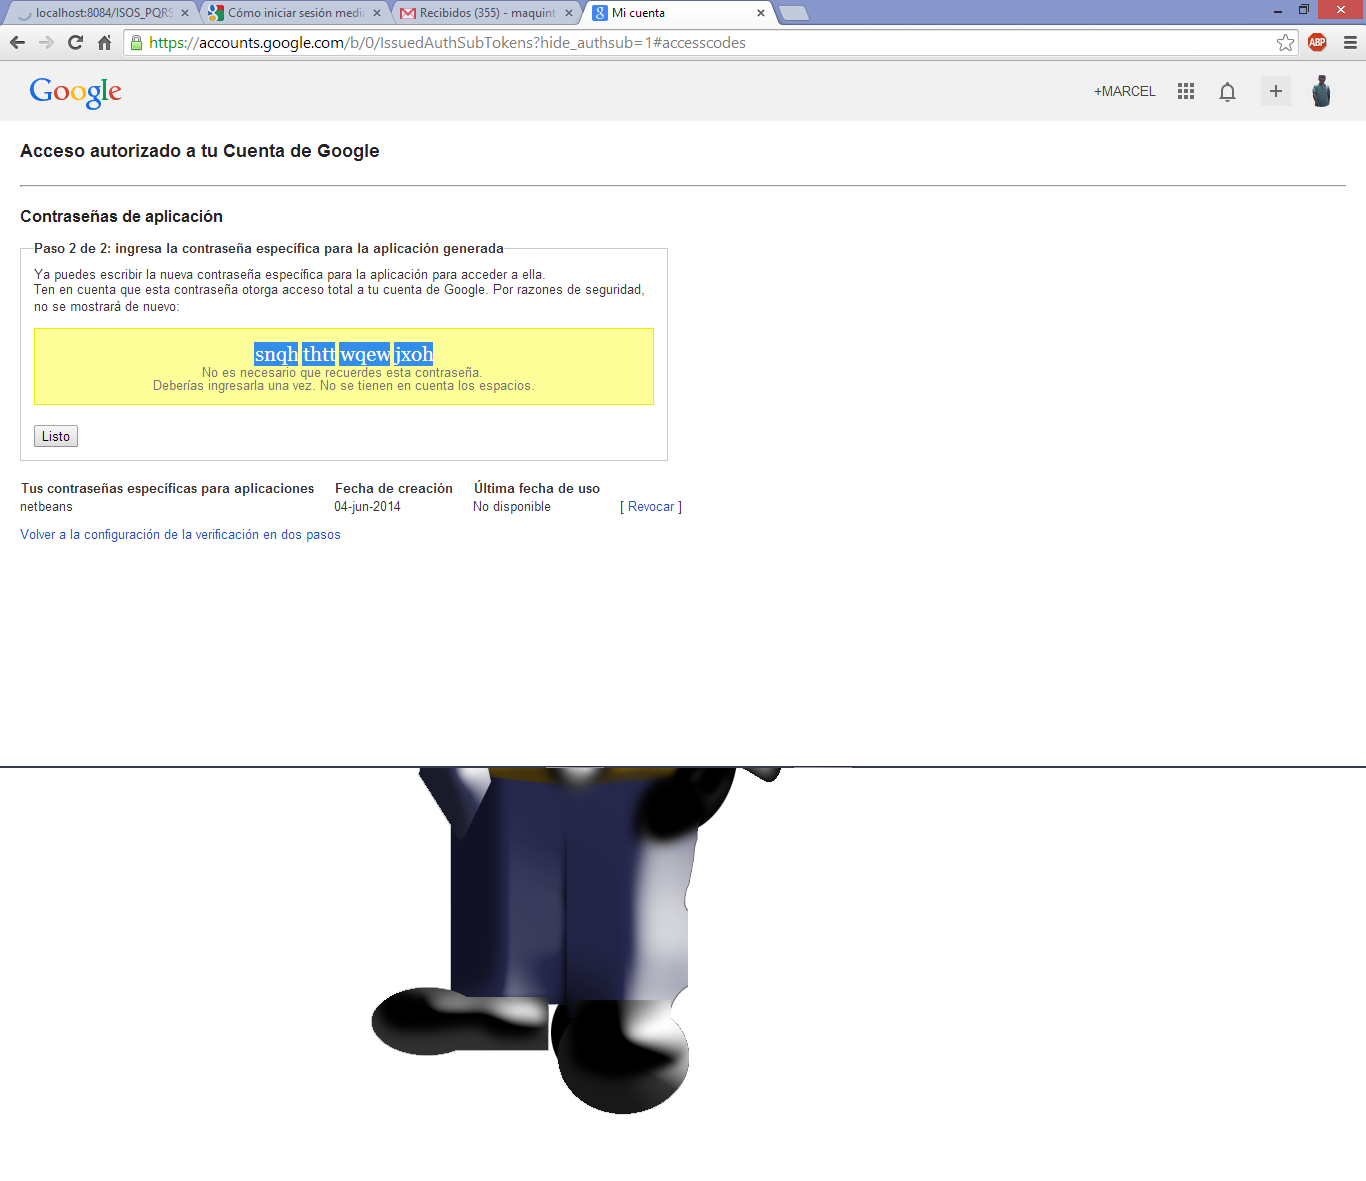 localhost:8084/ISOS_PQRS
Cómo iniciar sesión media
Recibidos (355) - maquint
Mi cuenta
https://accounts.google.com/b/0/IssuedAuthSubTokens?hide_authsub=1#accesscodes
ABP
Google
+MARCEL
Acceso autorizado a tu Cuenta de Google
Contraseñas de aplicación
Paso 2 de 2: ingresa la contraseña específica para la aplicación generada
Ya puedes escribir la nueva contraseña específica para la aplicación para acceder a ella.
Ten en cuenta que esta contraseña otorga acceso total a tu cuenta de Google. Por razones de seguridad,
no se mostrará de nuevo:
snqh thtt wqew jxoh
No es necesario que recuerdes esta contraseña.
Deberías ingresarla una vez. No se tienen en cuenta los espacios.
Listo
Tus contraseñas específicas para aplicaciones Fecha de creación Última fecha de uso
netbeans 04-jun-2014 No disponible [ Revocar ]
Volver a la configuración de la verificación en dos pasos